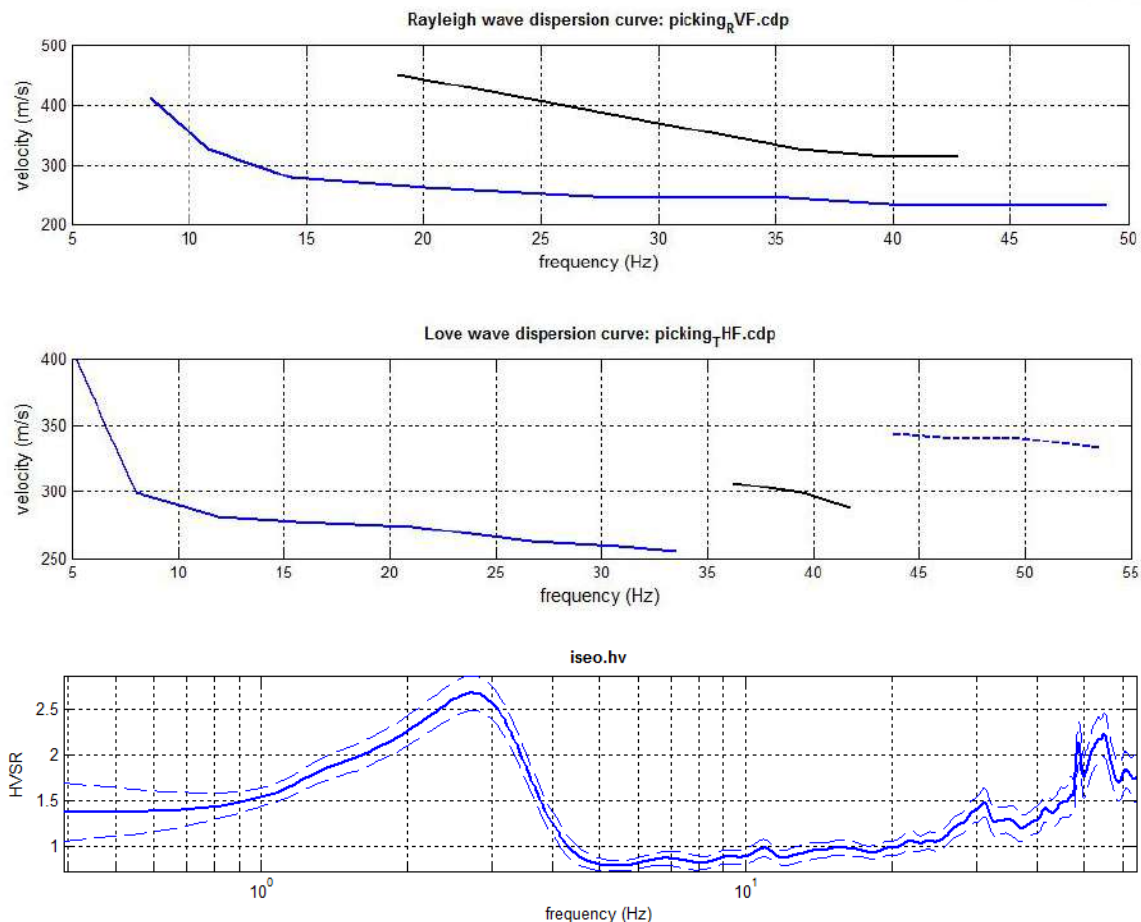 Rayleigh wave dispersion curve: picking_RVF.cdp
500
400
300
200
velocity (m/s)
5 10 15 20 25 30 35 40 45 50
frequency (Hz)
Love wave dispersion curve: picking_THF.cdp
400
350
300
250
velocity (m/s)
5 10 15 20 25 30 35 40 45 50 55
frequency (Hz)
iseo.hv
2.5
2
1.5
1
HVSR
10^0 10^1
frequency (Hz)